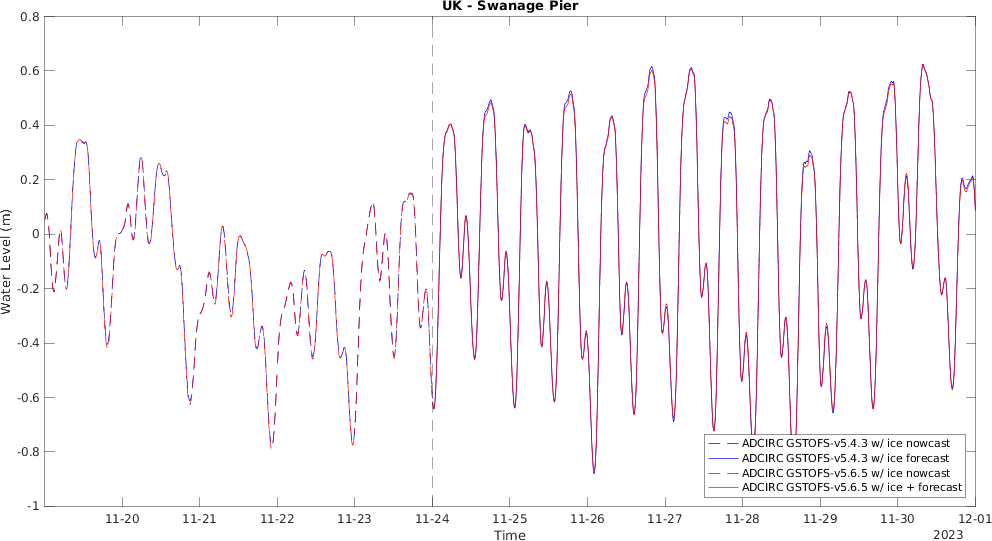 UK - Swanage Pier
0.8
0.6
0.4
0.2
0
-0.2
-0.4
-0.6
-0.8
-1
Water Level (m)
ADCIRC GSTOFS-v5.4.3 w/ ice nowcast
ADCIRC GSTOFS-v5.4.3 w/ ice forecast
ADCIRC GSTOFS-v5.6.5 w/ ice nowcast
ADCIRC GSTOFS-v5.6.5 w/ ice + forecast
11-20 11-21 11-22 11-23 11-24 11-25 11-26 11-27 11-28 11-29 11-30 12-01
Time
2023